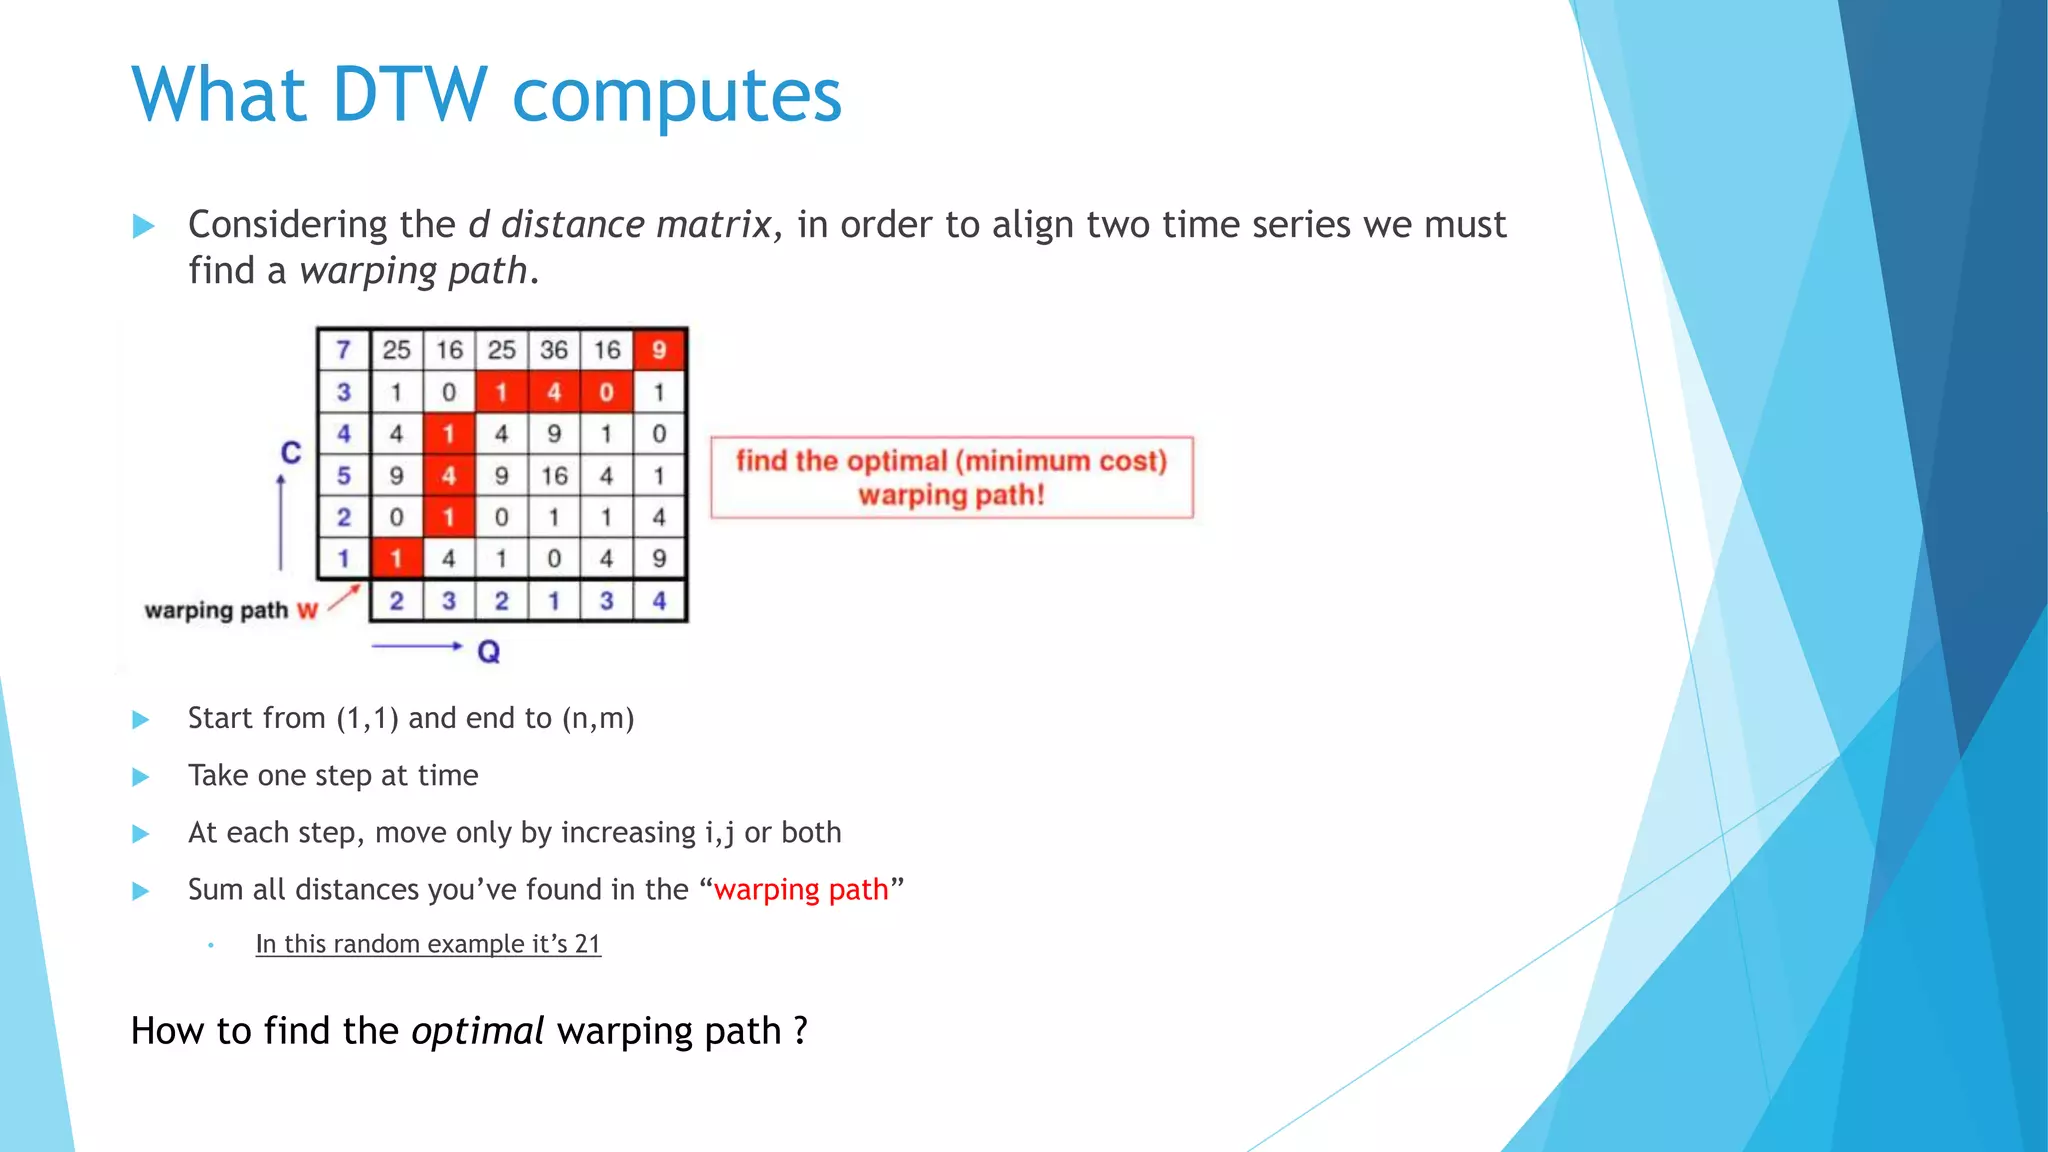 What DTW computes
Considering the d distance matrix, in order to align two time series we must
find a warping path.
7 25 16 25 36 16 9
3 1 0 1 4 0 1
4 4 1 4 9 1 0
C
5 9 4 9 16 4 1
2 0 1 0 1 1 4
1 1 4 1 0 4 9
2 3 2 1 3 4
warping path w
Q
find the optimal (minimum cost)
warping path!
Start from (1,1) and end to (n,m)
Take one step at time
At each step, move only by increasing i,j or both
Sum all distances you’ve found in the “warping path”
In this random example it’s 21
How to find the optimal warping path ?